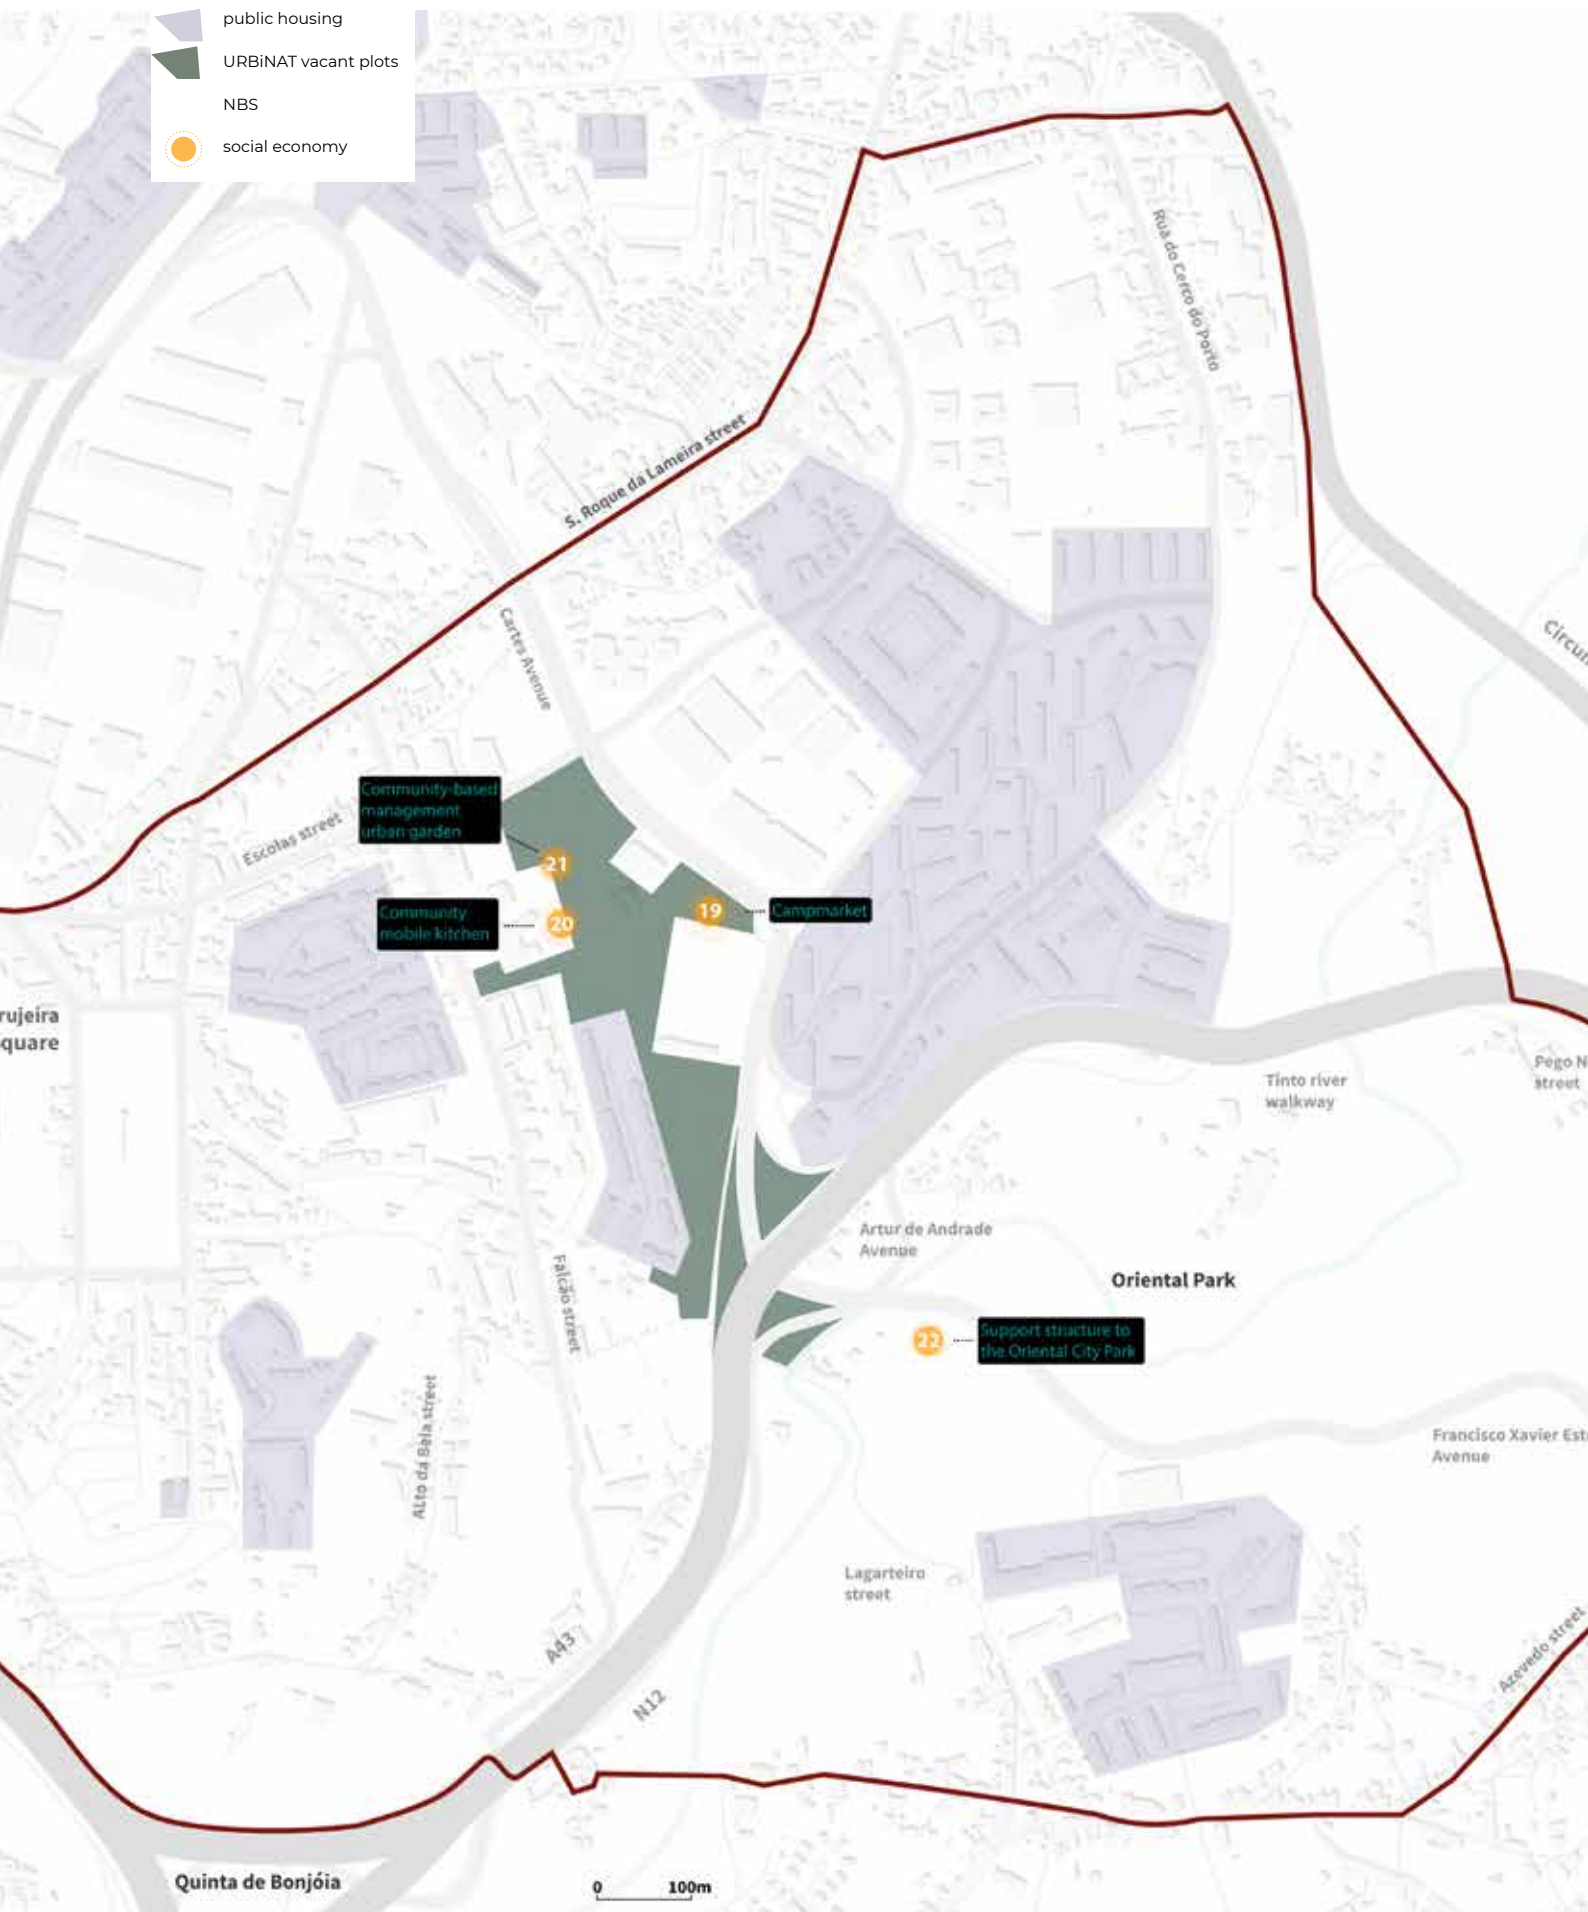 public housing
URBiNAT vacant plots
NBS
social economy
Rua do Cerco do Porto
S. Roque da Lameira street
Cartes Avenue
Circun
Community-based
management
urban garden
Escolas street
21
19
Campmarket
Community
mobile kitchen
20
rujeira
quare
Tinto river
walkway
Pego N
street
Artur de Andrade
Avenue
Oriental Park
Falcão street
22
Support structure to
the Oriental City Park
ALto da Bela street
Francisco Xavier Est
Avenue
Lagarteiro
street
Azevedo street
A43
N12
Quinta de Bonjóia
0 100m